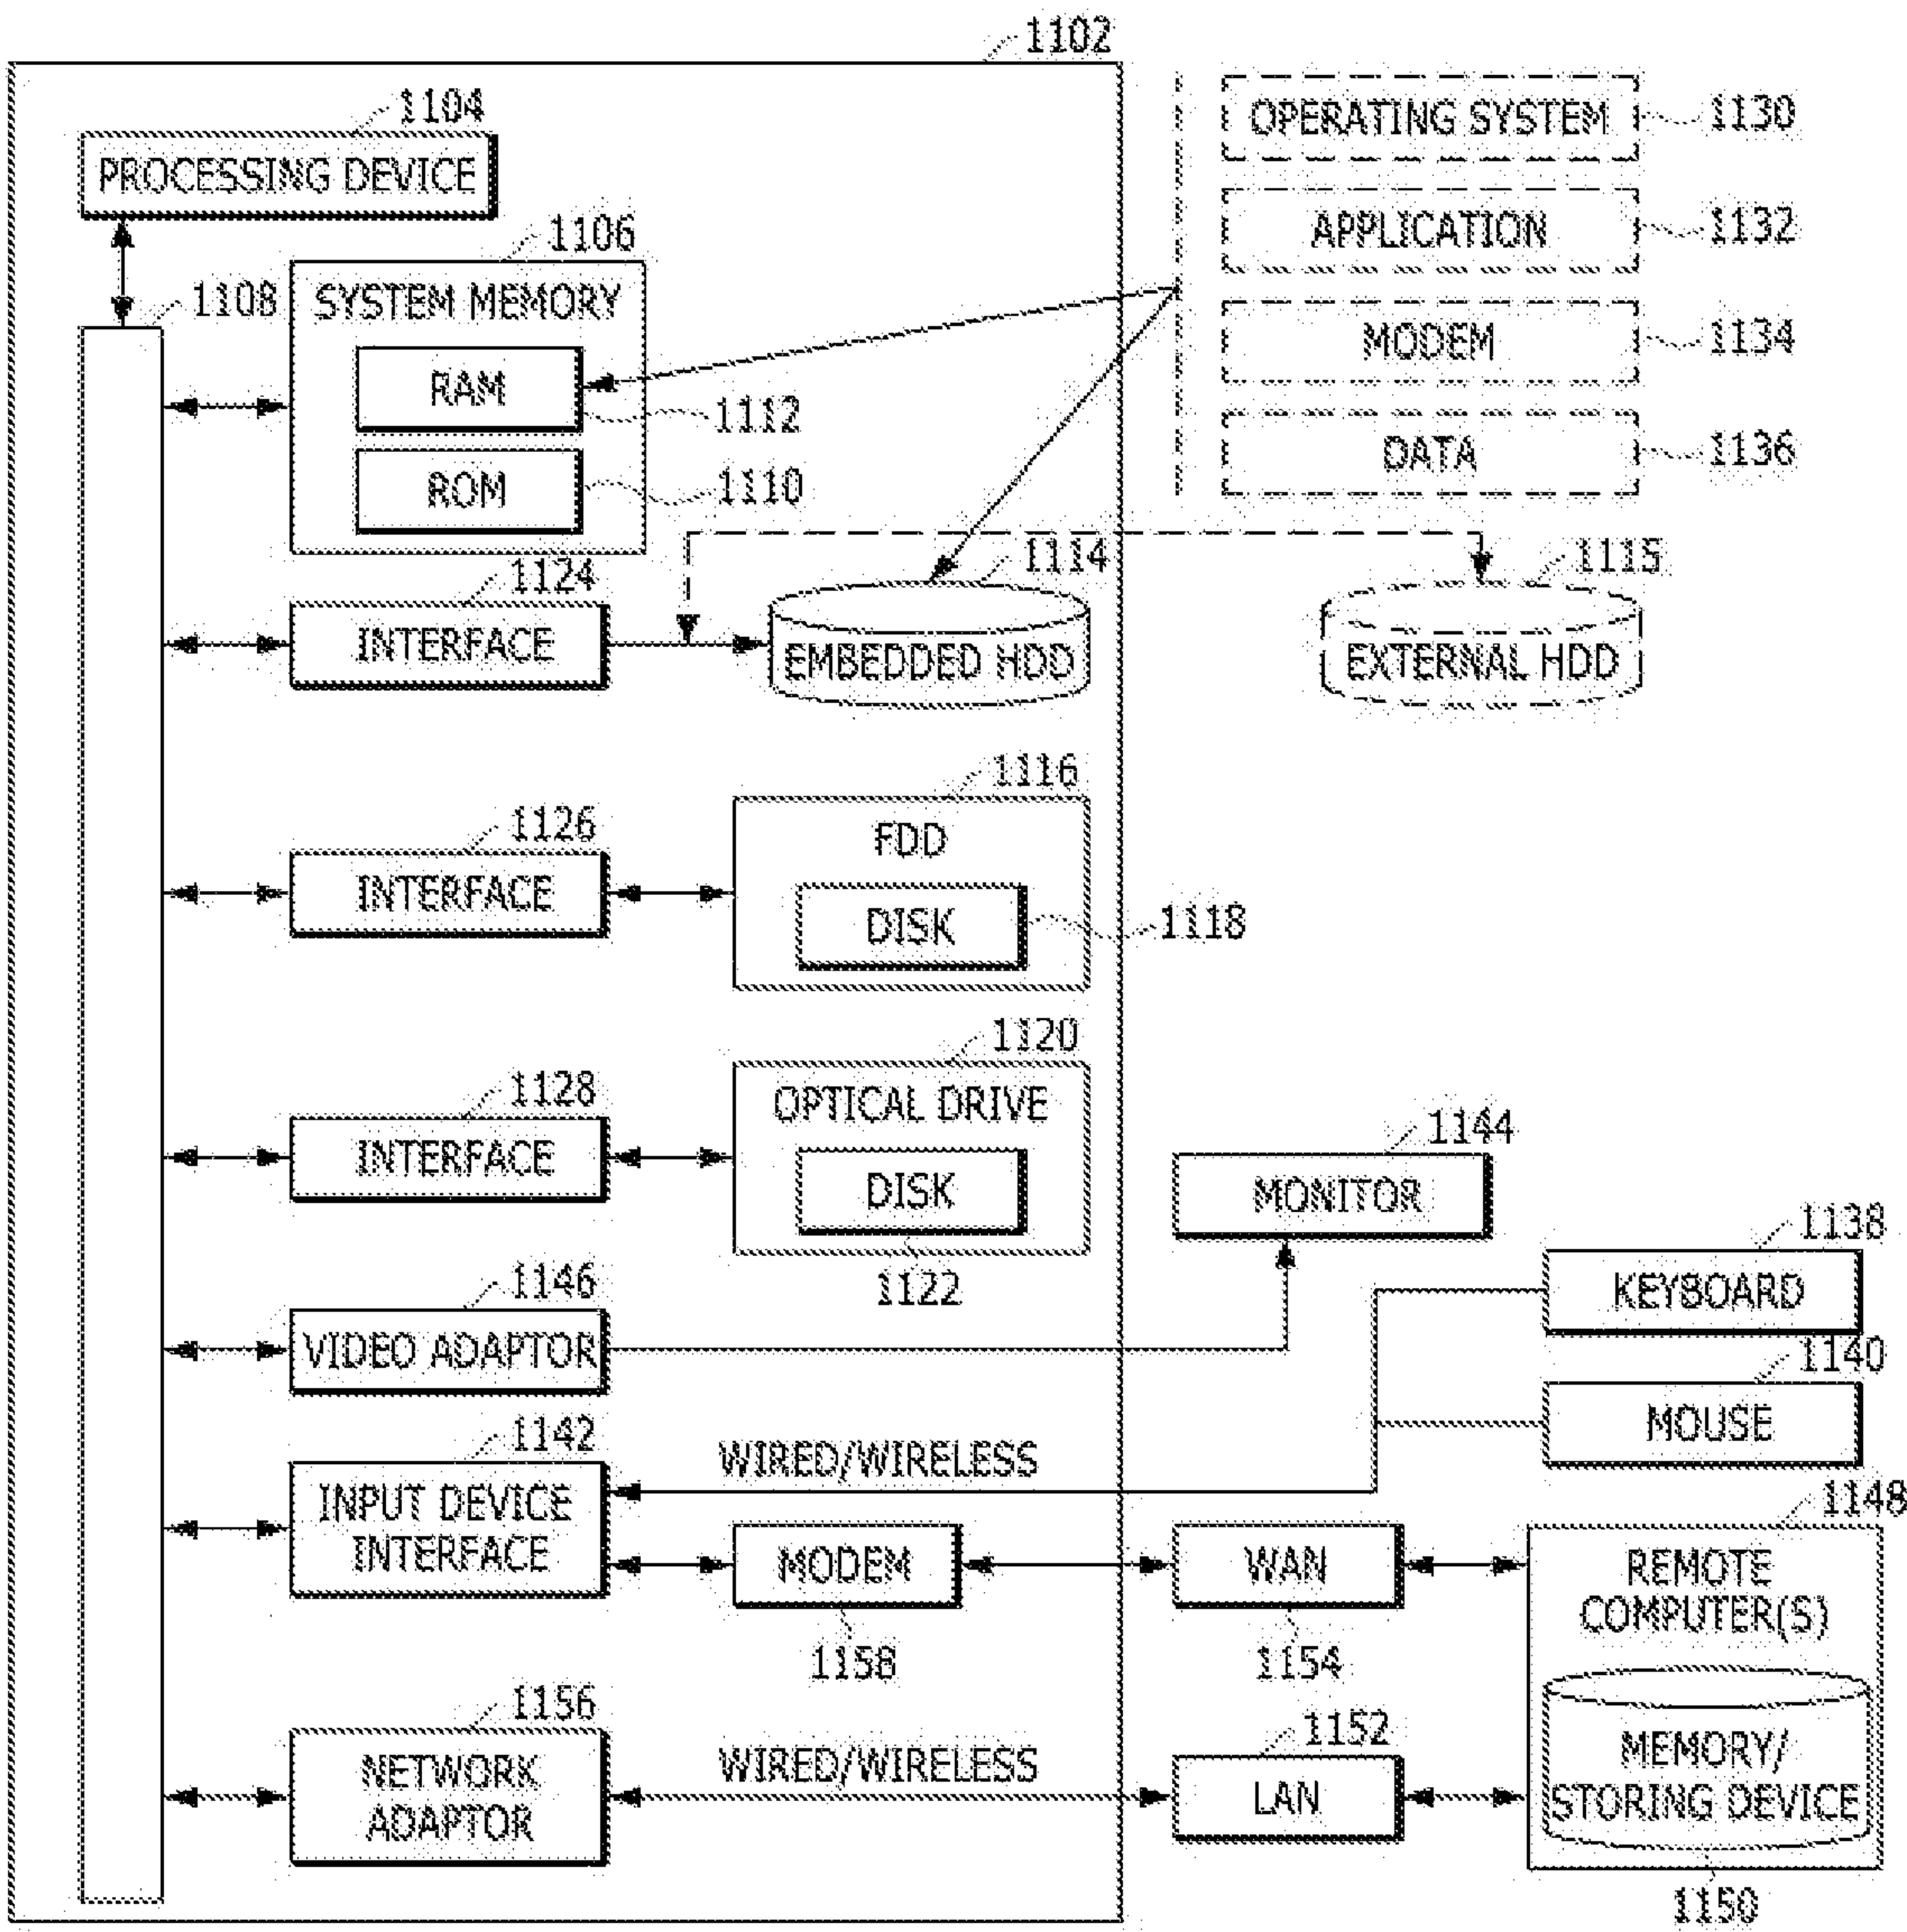 1102
1104
PROCESSING DEVICE
OPERATING SYSTEM
1130
APPLICATION
1132
MODEM
1134
DATA
1136
1106
1108
SYSTEM MEMORY
RAM
1112
ROM
1110
1124
INTERFACE
1114
EMBEDDED HDD
1115
EXTERNAL HDD
1126
INTERFACE
1116
FDD
DISK
1118
1128
INTERFACE
1120
OPTICAL DRIVE
DISK
1122
1144
MONITOR
1146
VIDEO ADAPTOR
1138
KEYBOARD
1140
MOUSE
1142
INPUT DEVICE
INTERFACE
WIRED/WIRELESS
MODEM
1158
WAN
1154
1148
REMOTE
COMPUTER(S)
1156
NETWORK
ADAPTOR
WIRED/WIRELESS
1152
LAN
MEMORY/
STORING DEVICE
1150